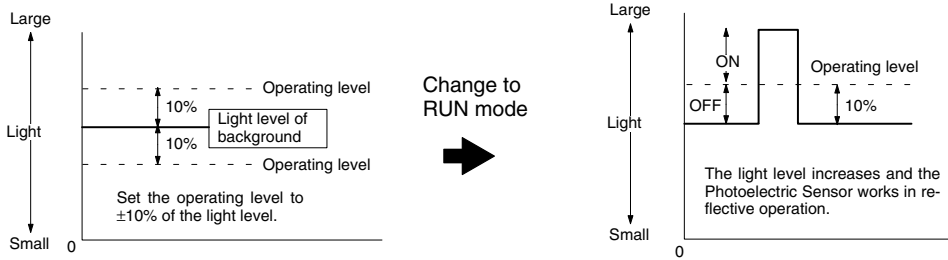 Large
Operating level
10%
Light level of
background
Light
10%
Operating level
Set the operating level to
±10% of the light level.
Small
0
Change to
RUN mode
Large
ON
Operating level
OFF
10%
Light
The light level increases and the
Photoelectric Sensor works in re-
flective operation.
Small
0